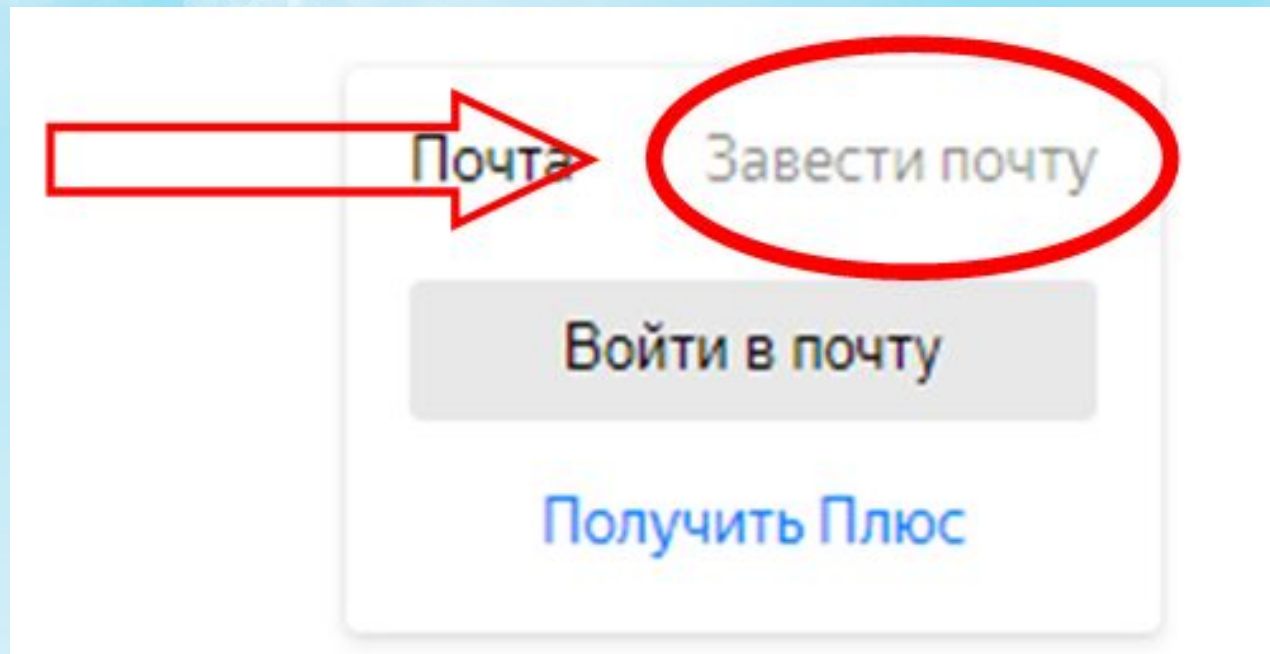 Почта Завести почту
Войти в почту
Получить Плюс